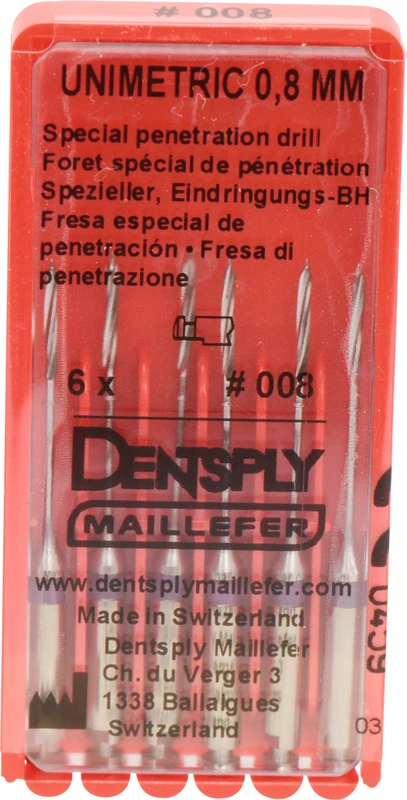 # 008
UNIMETRIC 0,8 MM
Special penetration drill
Foret spécial de pénétration
Spezieller, Eindringungs-BH
Fresa especial de
penetración • Fresa di
penetrazione
6 x # 008
DENTSPLY
MAILLEFER
www.dentsplymaillefer.com
Made in Switzerland
Dentsply Maillefer
Ch. du Verger 3
1338 Ballaigues
Switzerland
03
0459